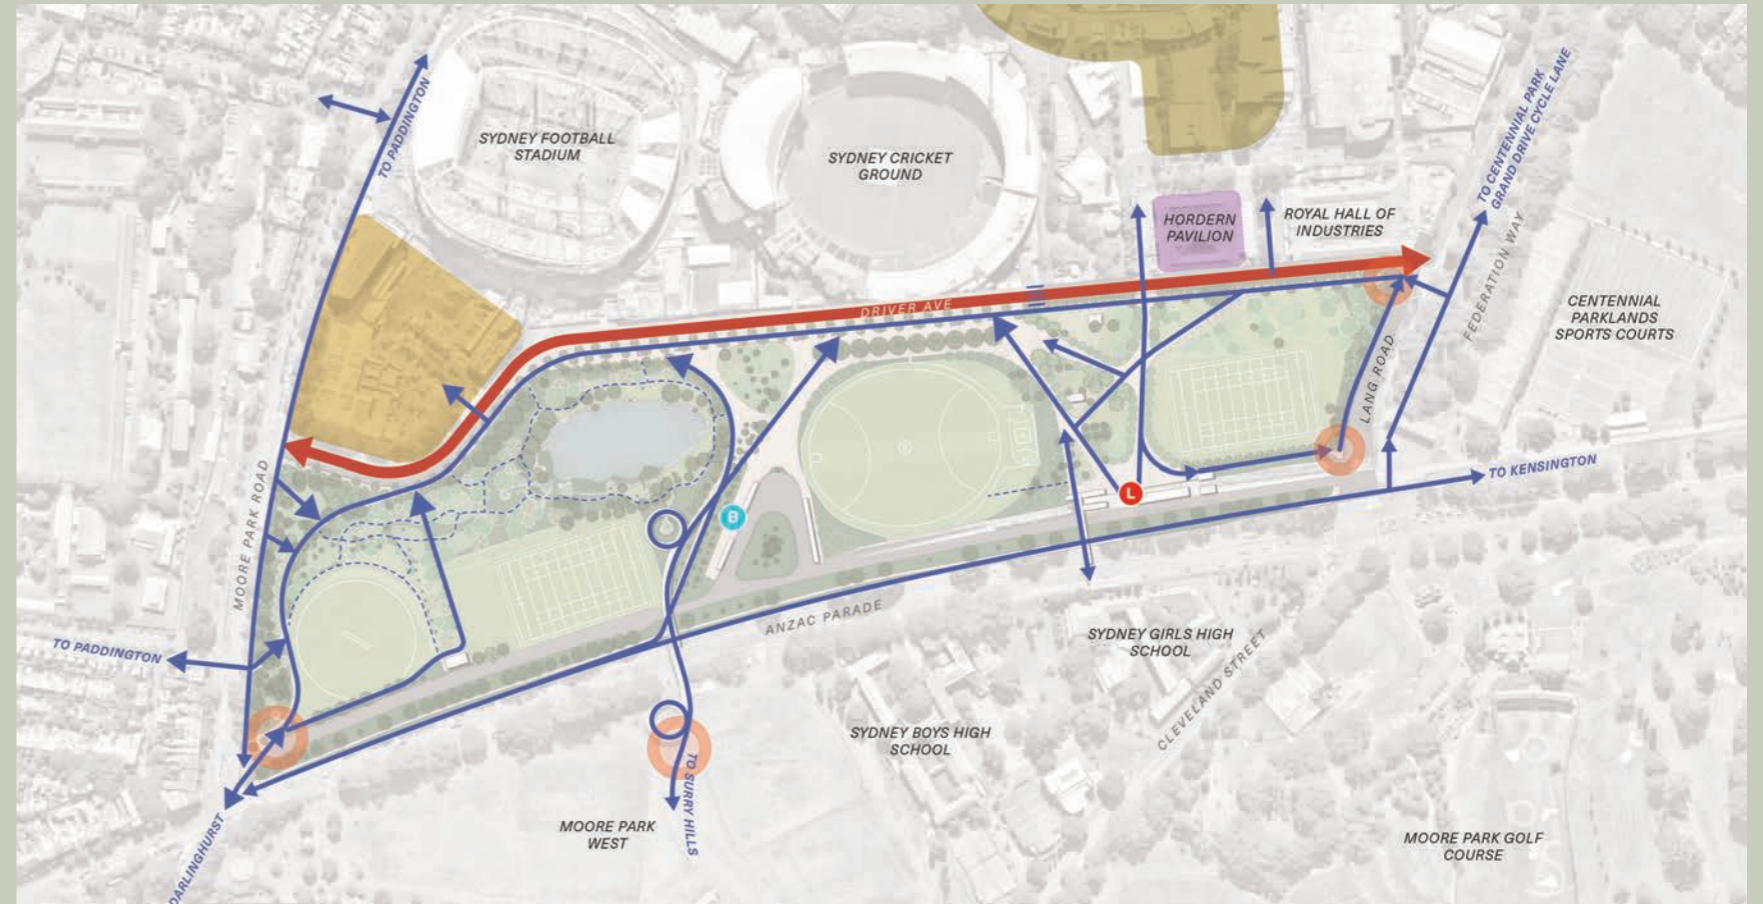 TO PADDINGTON
SYDNEY FOOTBALL
STADIUM
SYDNEY CRICKET
GROUND
HORDERN
PAVILION
ROYAL HALL OF
INDUSTRIES
TO CENTENNIAL PARK
GRAND DRIVE CYCLE LANE
FEDERATION WAY
CENTENNIAL
PARKLANDS
SPORTS COURTS
DRIVER AVE
LANG ROAD
MOORE PARK ROAD
TO KENSINGTON
L
B
ANZAC PARADE
TO PADDINGTON
SYDNEY GIRLS HIGH
SCHOOL
CLEVELAND STREET
SYDNEY BOYS HIGH
SCHOOL
TO SURRY HILLS
MOORE PARK
WEST
MOORE PARK GOLF
COURSE
DARLINGHURST